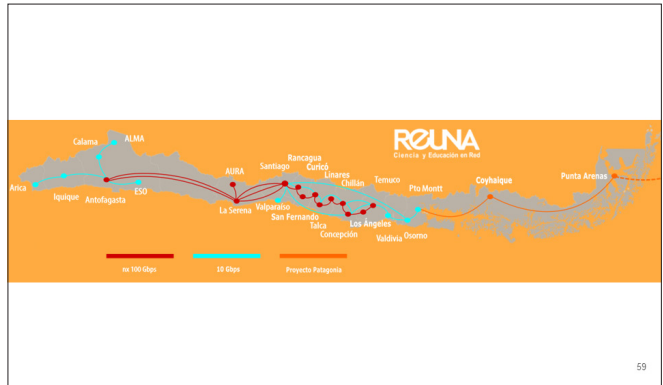 REUNA
Ciencia y Educación en Red
Calama
ALMA
Arica
Iquique
Antofagasta
ESO
AURA
La Serena
Santiago
Valparaíso
Rancagua
San Fernando
Curicó
Talca
Linares
Concepción
Chillán
Los Angeles
Temuco
Valdivia
Osorno
Pto Montt
Coyhaique
Punta Arenas
nx 100 Gbps
10 Gbps
Proyecto Patagonia
59